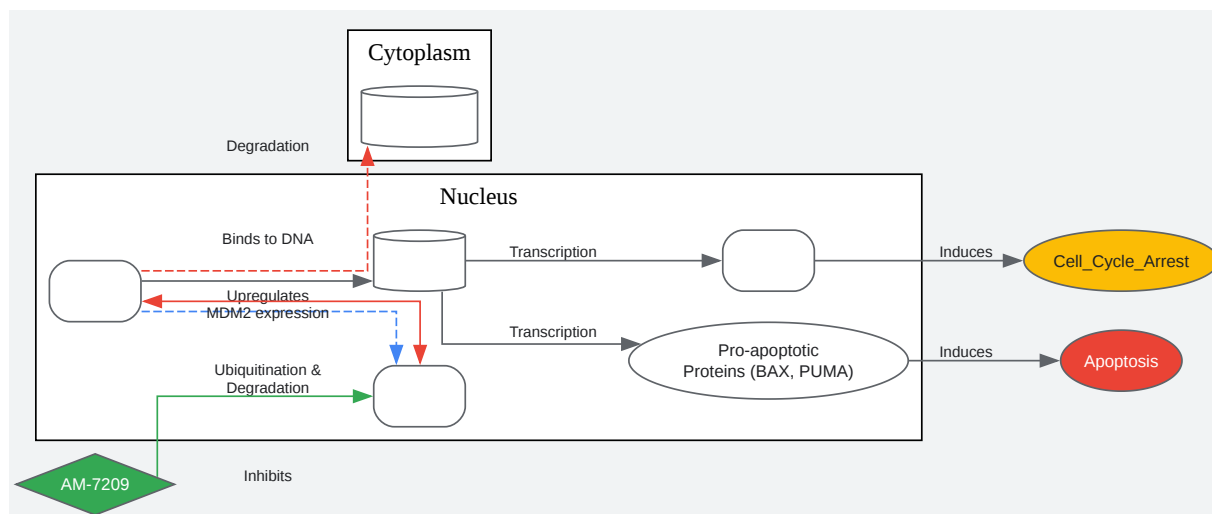 Cytoplasm
Degradation
Nucleus
Binds to DNA
Transcription
Induces
Cell_Cycle_Arrest
Upregulates
MDM2 expression
Transcription
Pro-apoptotic
Proteins (BAX, PUMA)
Induces
Apoptosis
Ubiquitination &
Degradation
Inhibits
AM-7209